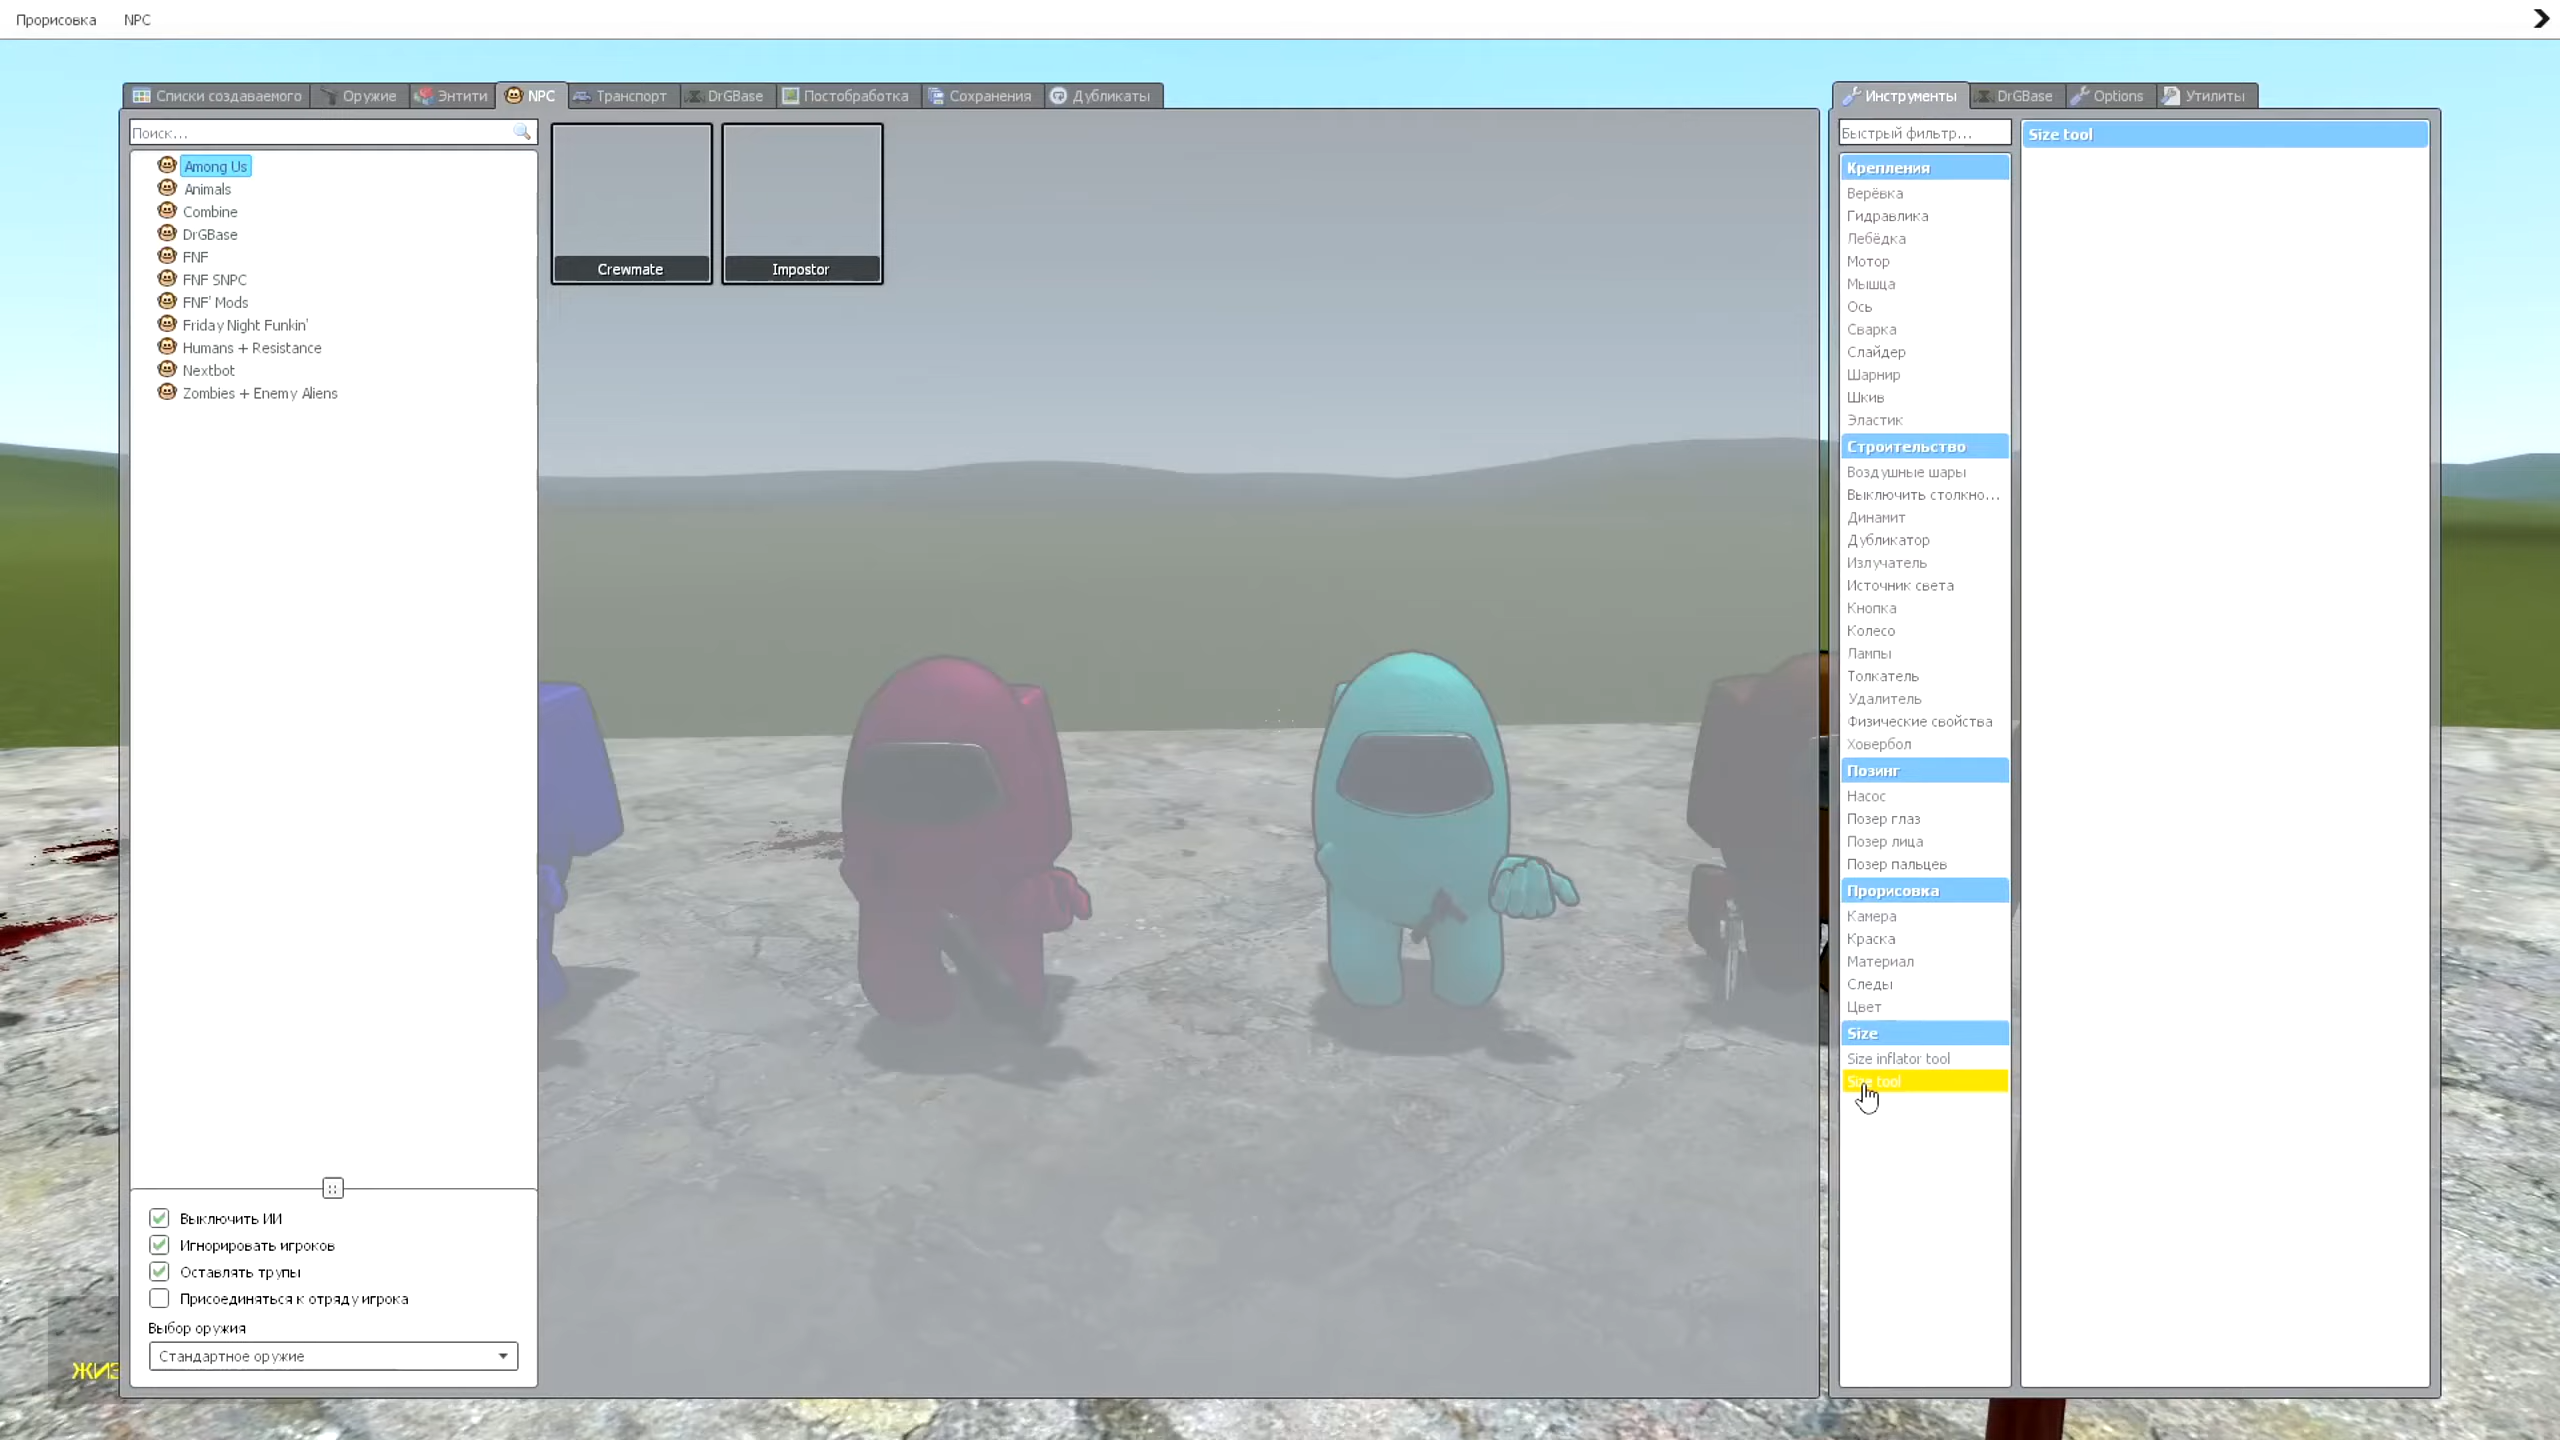 Прорисовка NPC
Списки создаваемого Оружие Энтити NPC Транспорт DrGBase Постобработка Сохранения Дубликаты
Поиск...
Among Us
Animals
Combine
DrGBase
FNF
FNF SNPC
FNF' Mods
Friday Night Funkin'
Humans + Resistance
Nextbot
Zombies + Enemy Aliens
Crewmate Impostor
Выключить ИИ
Игнорировать игроков
Оставлять трупы
Присоединяться к отряду игрока
Выбор оружия
Стандартное оружие
Инструменты DrGBase Options Утилиты
Быстрый фильтр...
Крепления
Верёвка
Гидравлика
Лебёдка
Мотор
Мышца
Ось
Сварка
Слайдер
Шарнир
Шкив
Эластик
Строительство
Воздушные шары
Выключить столкно...
Динамит
Дубликатор
Излучатель
Источник света
Кнопка
Колесо
Лампы
Толкатель
Удалитель
Физические свойства
Ховербол
Позинг
Насос
Позер глаз
Позер лица
Позер пальцев
Прорисовка
Камера
Краска
Материал
Следы
Цвет
Size
Size inflator tool
Size tool
Size tool